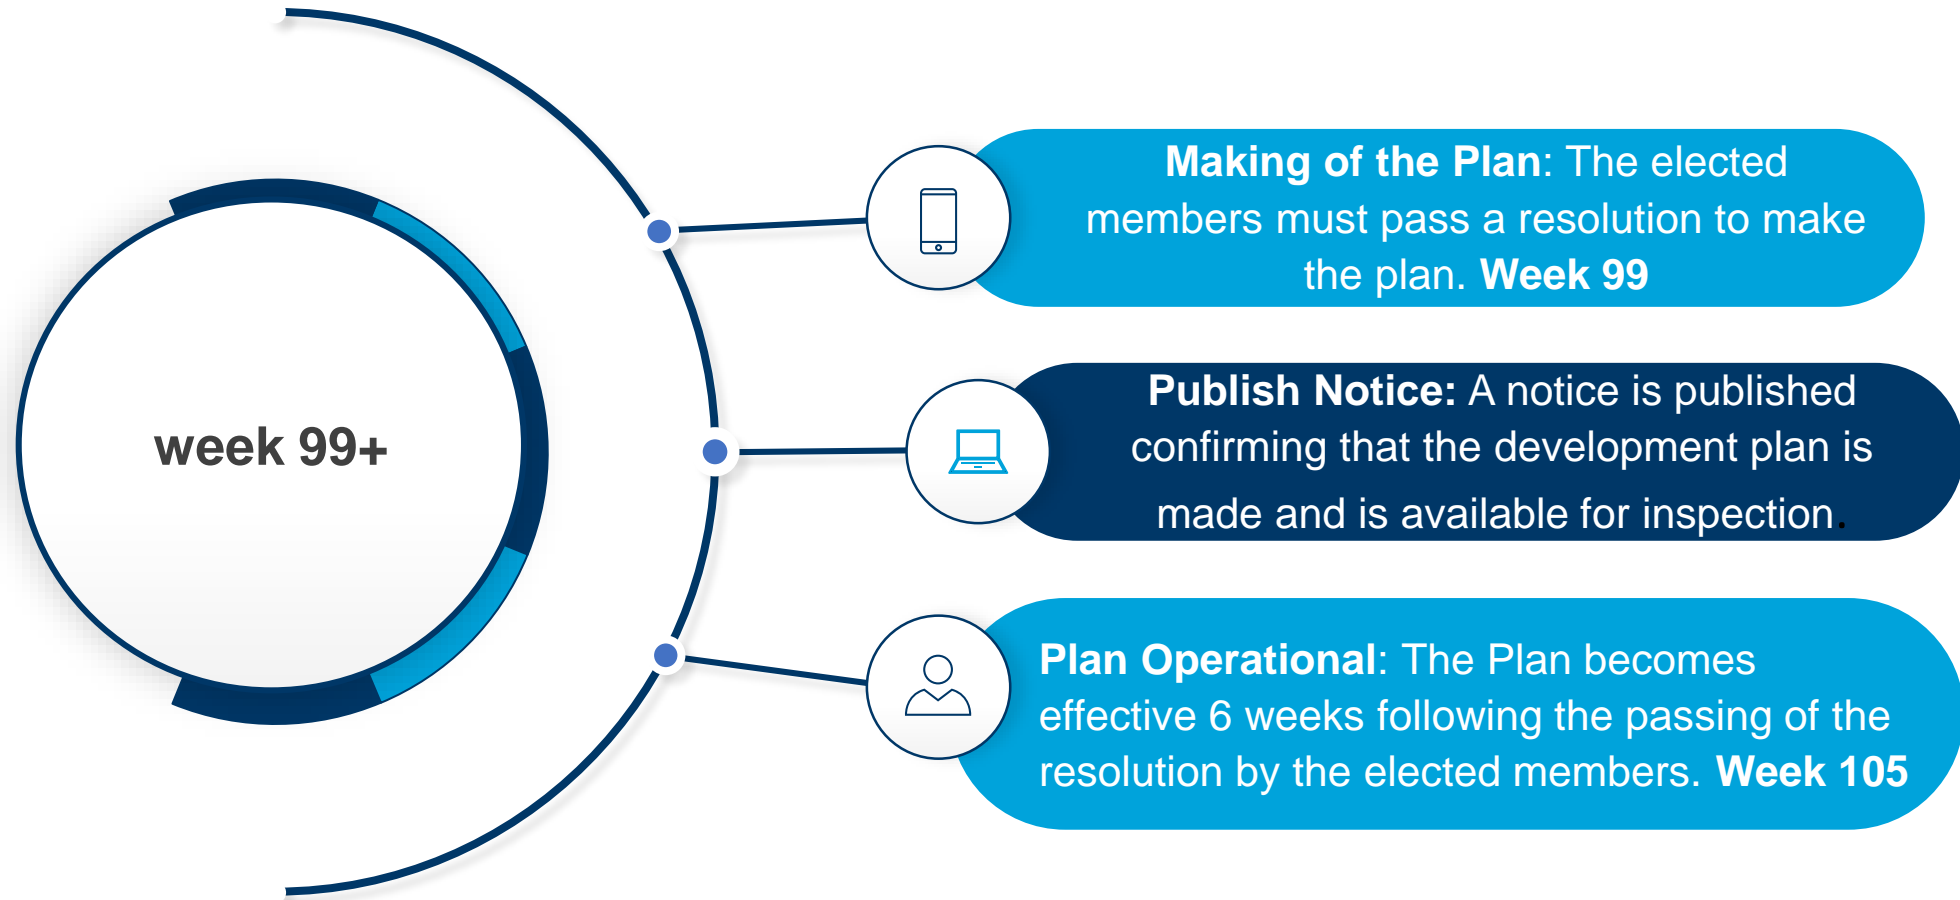 week 99+
Making of the Plan: The elected
members must pass a resolution to make
the plan. Week 99
Publish Notice: A notice is published
confirming that the development plan is
made and is available for inspection.
Plan Operational: The Plan becomes
effective 6 weeks following the passing of the
resolution by the elected members. Week 105